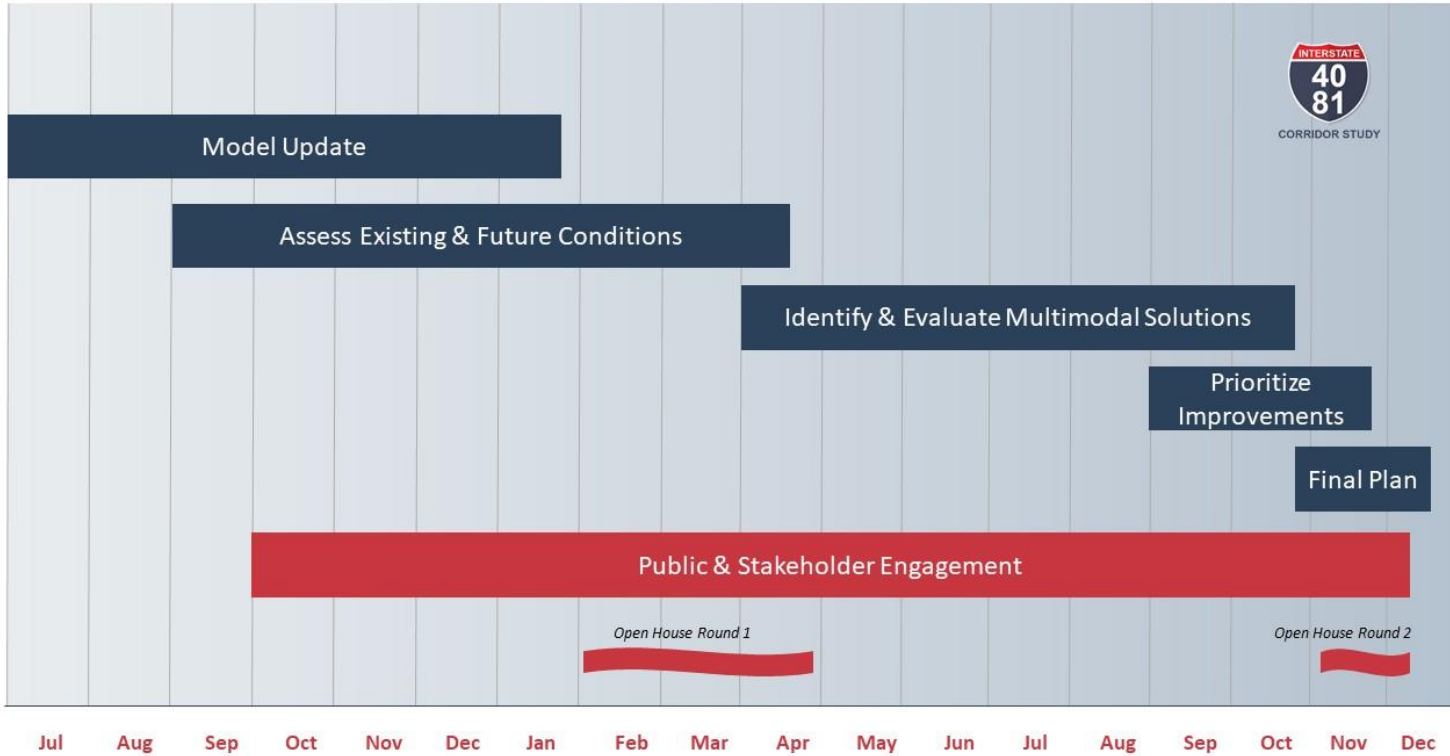 INTERSTATE
40
81
CORRIDOR STUDY
Model Update
Assess Existing & Future Conditions
Identify & Evaluate Multimodal Solutions
Prioritize
Improvements
Final Plan
Public & Stakeholder Engagement
Open House Round 1
Open House Round 2
Jul Aug Sep Oct Nov Dec Jan Feb Mar Apr May Jun Jul Aug Sep Oct Nov Dec